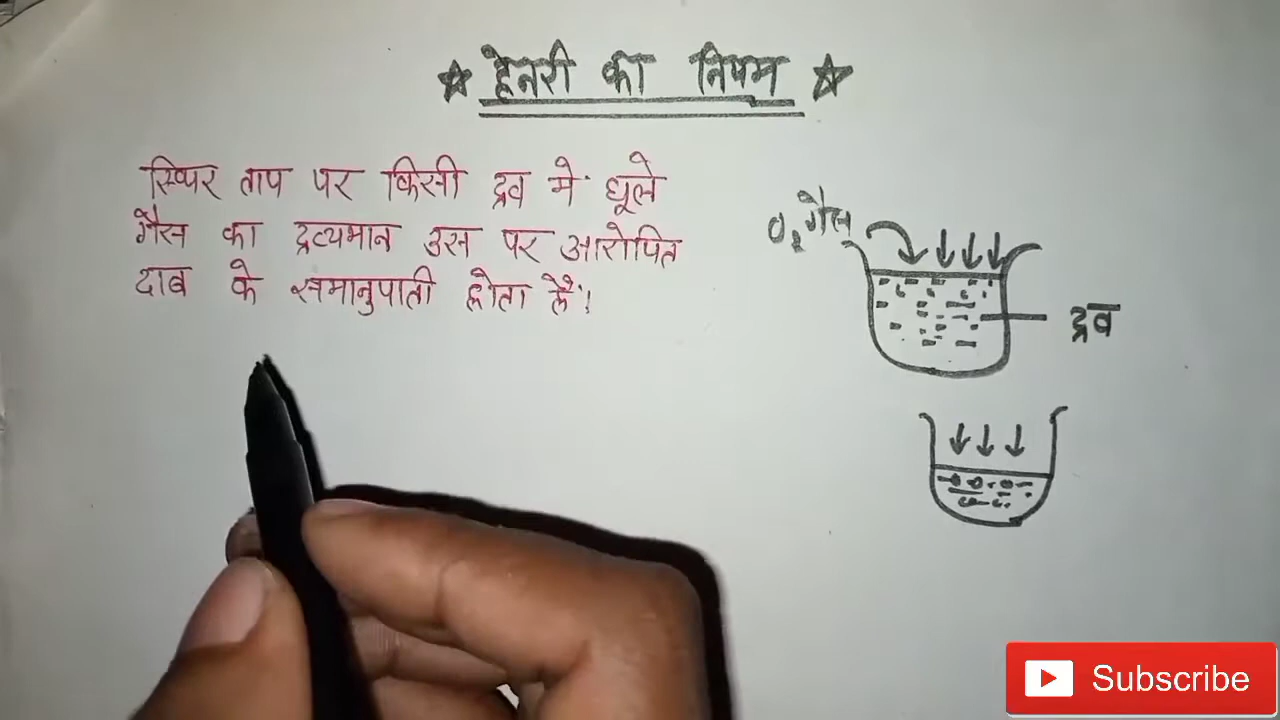 ☆ हेनरी का नियम ☆
स्थिर ताप पर किसी द्रव में घूले
गैस का द्रव्यमान उस पर आरोपित
दाब के समानुपाती होता है।
O₂ गैस
द्रव
Subscribe